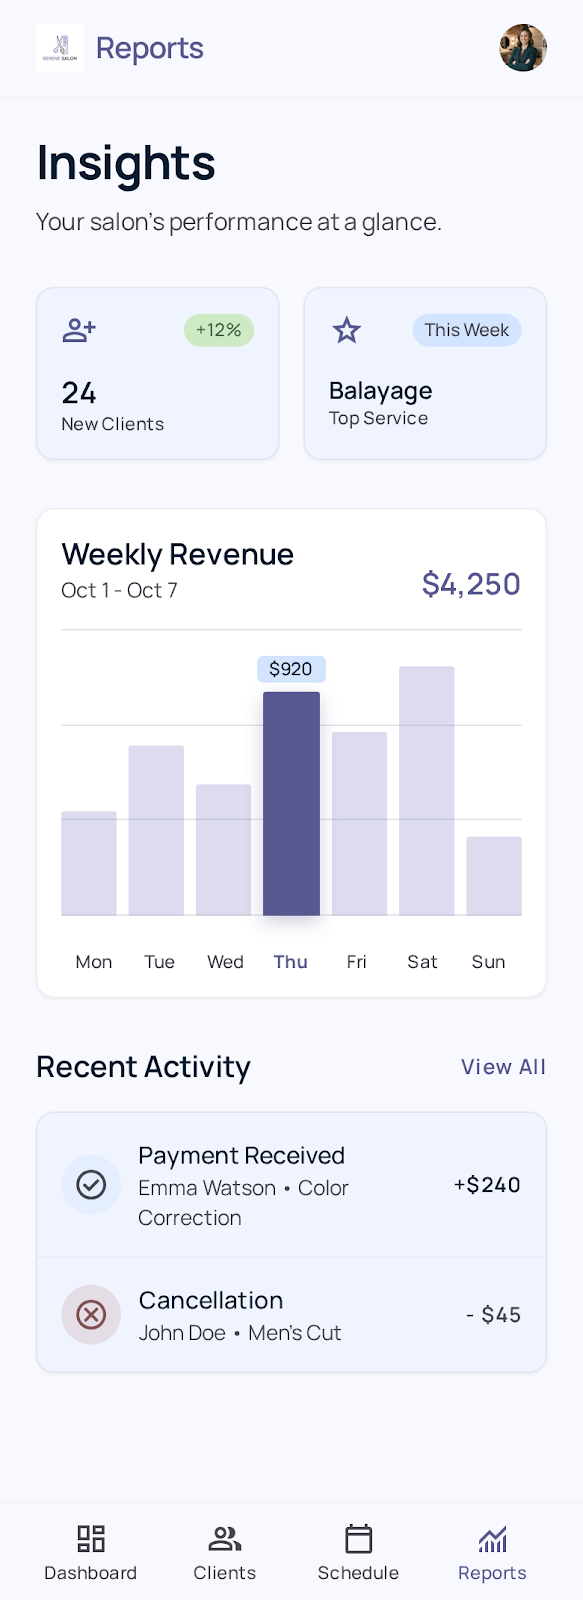 SERENE SALON
Reports
Insights
Your salon's performance at a glance.
+12%
24
New Clients
This Week
Balayage
Top Service
Weekly Revenue
Oct 1 - Oct 7
$4,250
$920
Mon Tue Wed Thu Fri Sat Sun
Recent Activity
View All
Payment Received
Emma Watson • Color
Correction
+$240
Cancellation
John Doe • Men's Cut
- $45
Dashboard Clients Schedule Reports